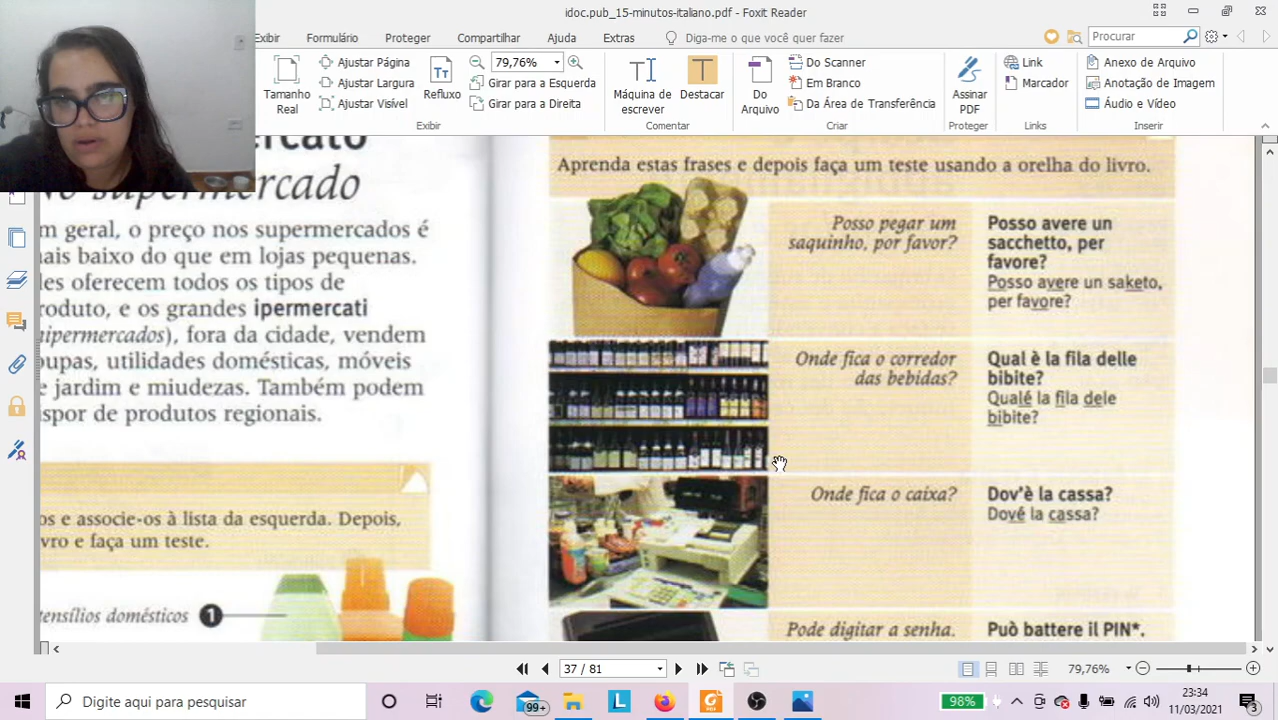 idoc.pub_15-minutos-italiano.pdf - Foxit Reader
Exibir Formulário Proteger Compartilhar Ajuda Extras Diga-me o que você quer fazer Procurar
Tamanho Real
Ajustar Página
Ajustar Largura
Ajustar Visível
Refluxo
79,76%
Girar para a Esquerda
Girar para a Direita
Exibir
Máquina de escrever
Destacar
Comentar
Do Arquivo
Do Scanner
Em Branco
Da Área de Transferência
Criar
Assinar PDF
Proteger
Link
Marcador
Links
Anexo de Arquivo
Anotação de Imagem
Áudio e Vídeo
Inserir
ercato
No supermercado
m geral, o preço nos supermercados é
ais baixo do que em lojas pequenas.
les oferecem todos os tipos de
roduto, e os grandes ipermercati
hipermercados), fora da cidade, vendem
oupas, utilidades domésticas, móveis
e jardim e miudezas. Também podem
spor de produtos regionais.
os e associe-os à lista da esquerda. Depois,
vro e faça um teste.
tensílios domésticos 1
Aprenda estas frases e depois faça um teste usando a orelha do livro.
Posso pegar um
saquinho, por favor?
Posso avere un
sacchetto, per
favore?
Posso avere un saketo,
per favore?
Onde fica o corredor
das bebidas?
Qual è la fila delle
bibite?
Qualé la fila dele
bibite?
Onde fica o caixa?
Dov'è la cassa?
Dové la cassa?
Pode digitar a senha.
Può battere il PIN*.
37 / 81
79,76%
Digite aqui para pesquisar
99+
98%
23:34
11/03/2021
3